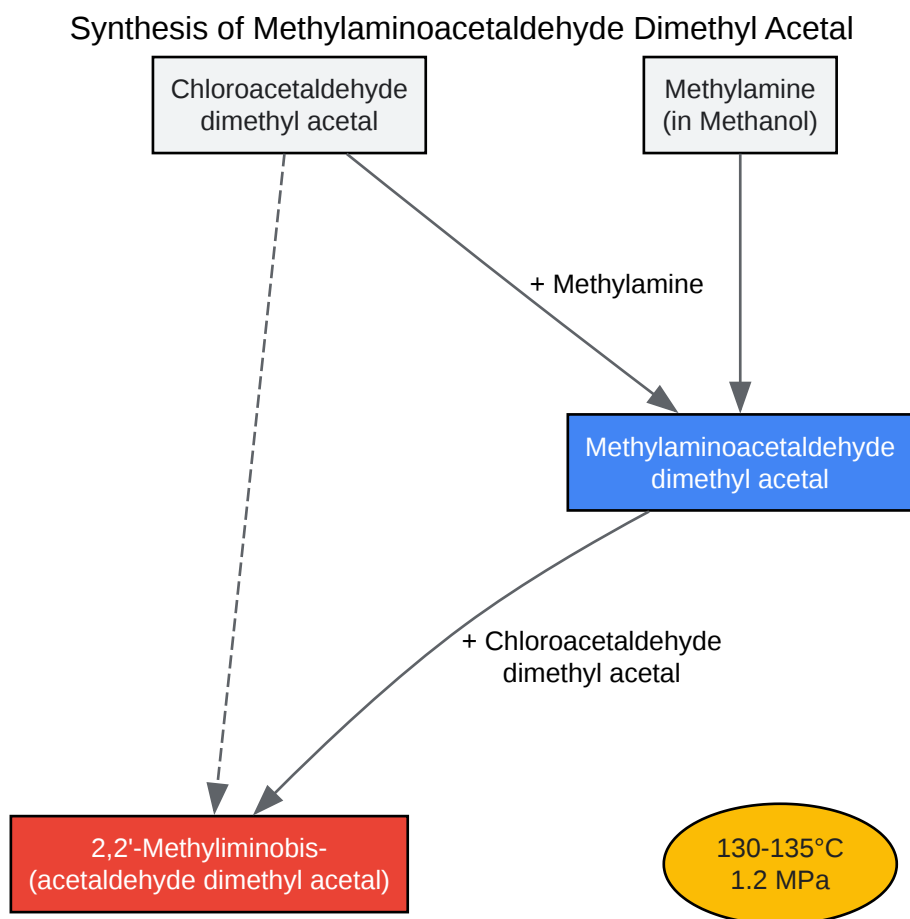 Synthesis of Methylaminoacetaldehyde Dimethyl Acetal
Chloroacetaldehyde
dimethyl acetal
Methylamine
(in Methanol)
+ Methylamine
Methylaminoacetaldehyde
dimethyl acetal
+ Chloroacetaldehyde
dimethyl acetal
2,2'-Methyliminobis-
(acetaldehyde dimethyl acetal)
130-135°C
1.2 MPa